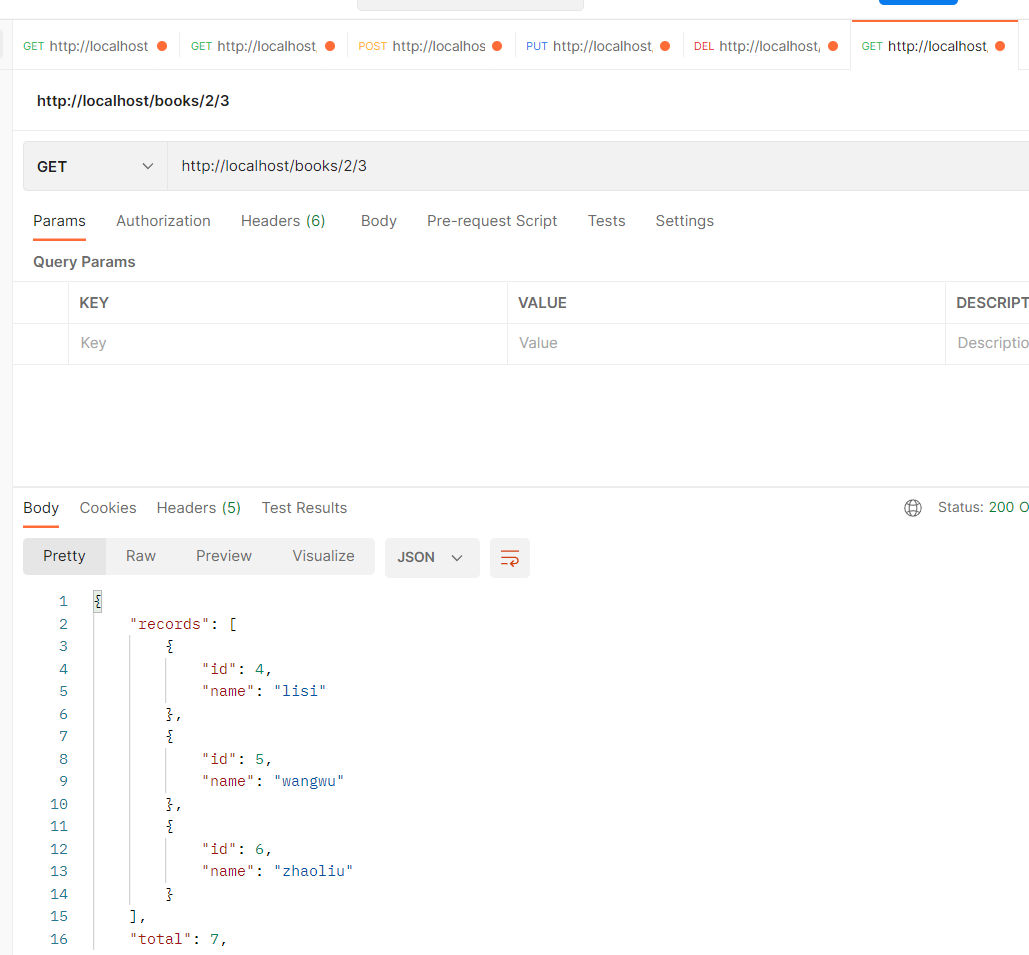 GET http://localhost GET http://localhost, POST http://localhos PUT http://localhost, DEL http://localhost, GET http://localhost,
http://localhost/books/2/3
GET http://localhost/books/2/3
Params Authorization Headers (6) Body Pre-request Script Tests Settings
Query Params
KEY VALUE DESCRIPT
Key Value Descriptio
Body Cookies Headers (5) Test Results Status: 200 O
Pretty Raw Preview Visualize JSON
1 {
2 "records": [
3 {
4 "id": 4,
5 "name": "lisi"
6 },
7 {
8 "id": 5,
9 "name": "wangwu"
10 },
11 {
12 "id": 6,
13 "name": "zhaoliu"
14 }
15 ],
16 "total": 7,